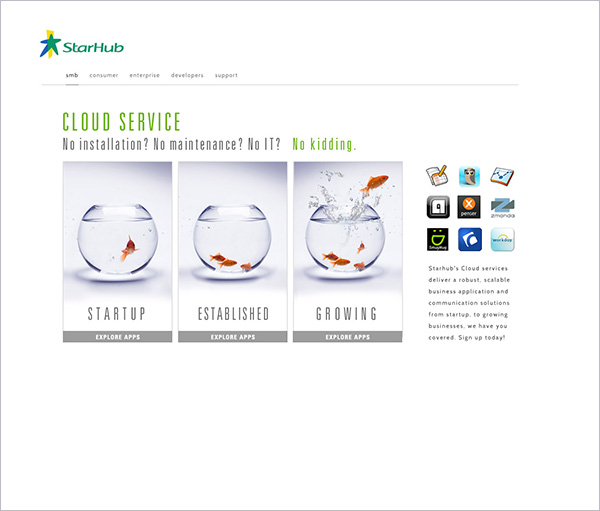 StarHub
smb consumer enterprise developers support
CLOUD SERVICE
No installation? No maintenance? No IT? No kidding.
STARTUP
EXPLORE APPS
ESTABLISHED
EXPLORE APPS
GROWING
EXPLORE APPS
zmanda
SmugMug
workday
Starhub's Cloud services
deliver a robust, scalable
business application and
communication solutions
from startup, to growing
businesses, we have you
covered. Sign up today!